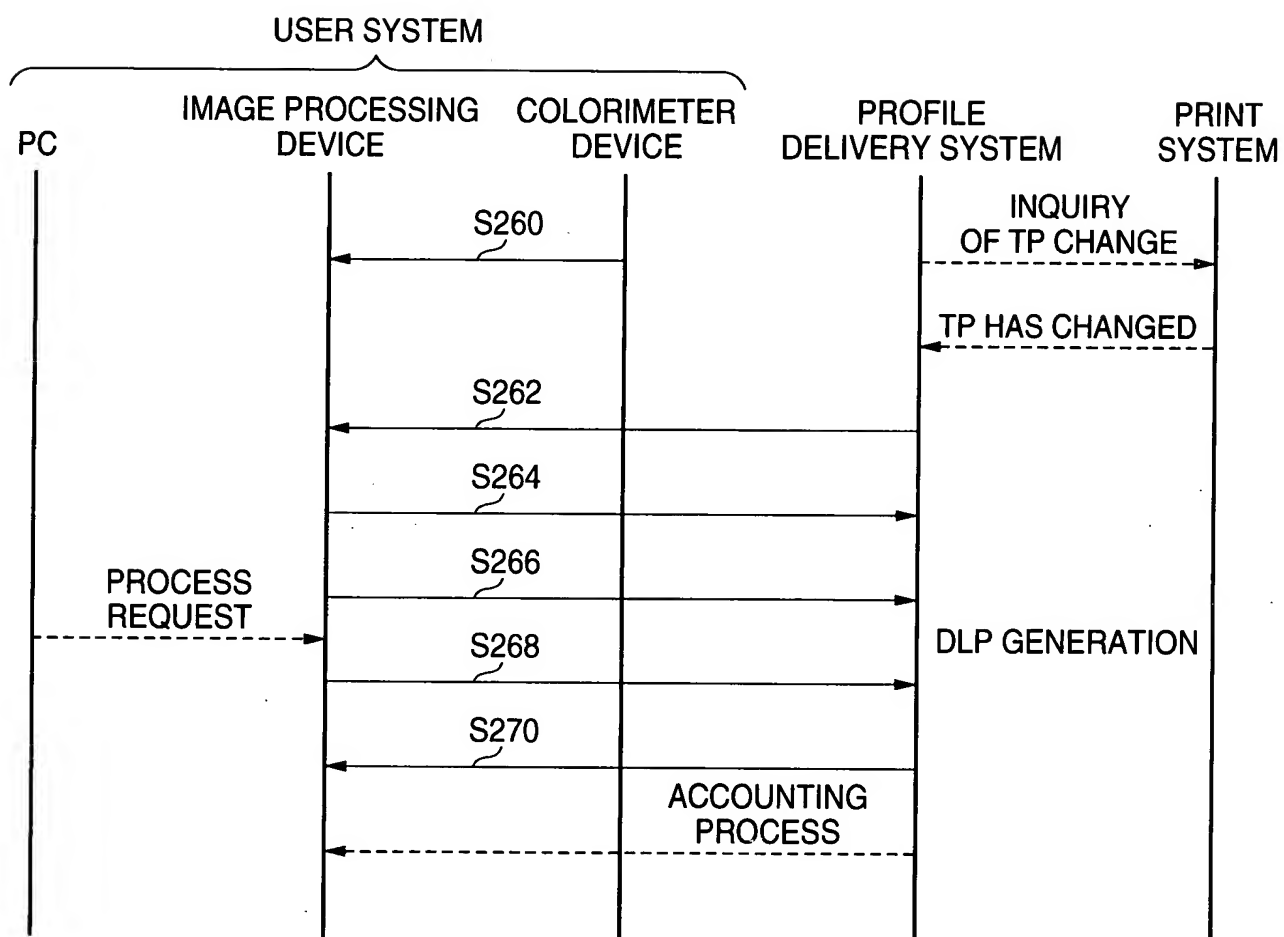 USER SYSTEM
PC
IMAGE PROCESSING
DEVICE
COLORIMETER
DEVICE
PROFILE
DELIVERY SYSTEM
PRINT
SYSTEM
S260
INQUIRY
OF TP CHANGE
TP HAS CHANGED
S262
S264
S266
PROCESS
REQUEST
S268
DLP GENERATION
S270
ACCOUNTING
PROCESS